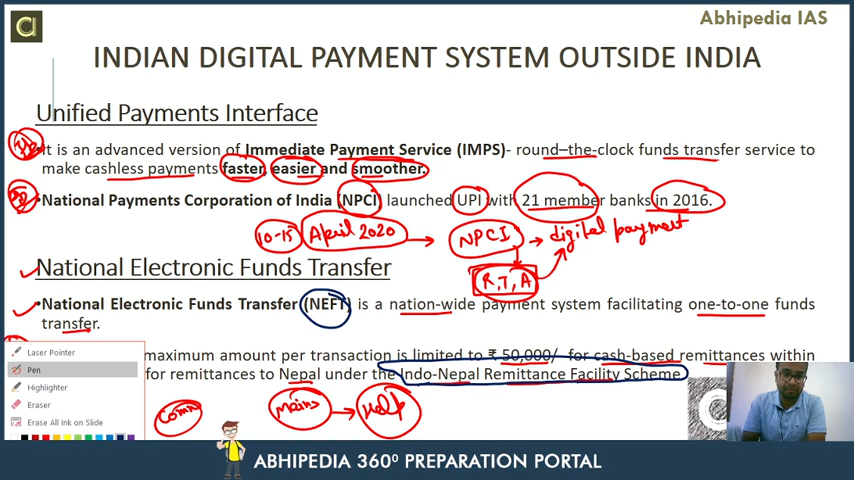 Abhipedia IAS
a
INDIAN DIGITAL PAYMENT SYSTEM OUTSIDE INDIA
Unified Payments Interface
It is an advanced version of Immediate Payment Service (IMPS)- round–the-clock funds transfer service to
make cashless payments faster, easier and smoother.
• National Payments Corporation of India (NPCI) launched UPI with 21 member banks in 2016.
10-15 April 2020 → NPCI → digital payment
R, T, A
National Electronic Funds Transfer
• National Electronic Funds Transfer (NEFT) is a nation-wide payment system facilitating one-to-one funds
transfer.
maximum amount per transaction is limited to ₹ 50,000/- for cash-based remittances within
for remittances to Nepal under the Indo-Nepal Remittance Facility Scheme.
Laser Pointer
Pen
Highlighter
Eraser
Erase All Ink on Slide
mains → help
ABHIPEDIA 360⁰ PREPARATION PORTAL